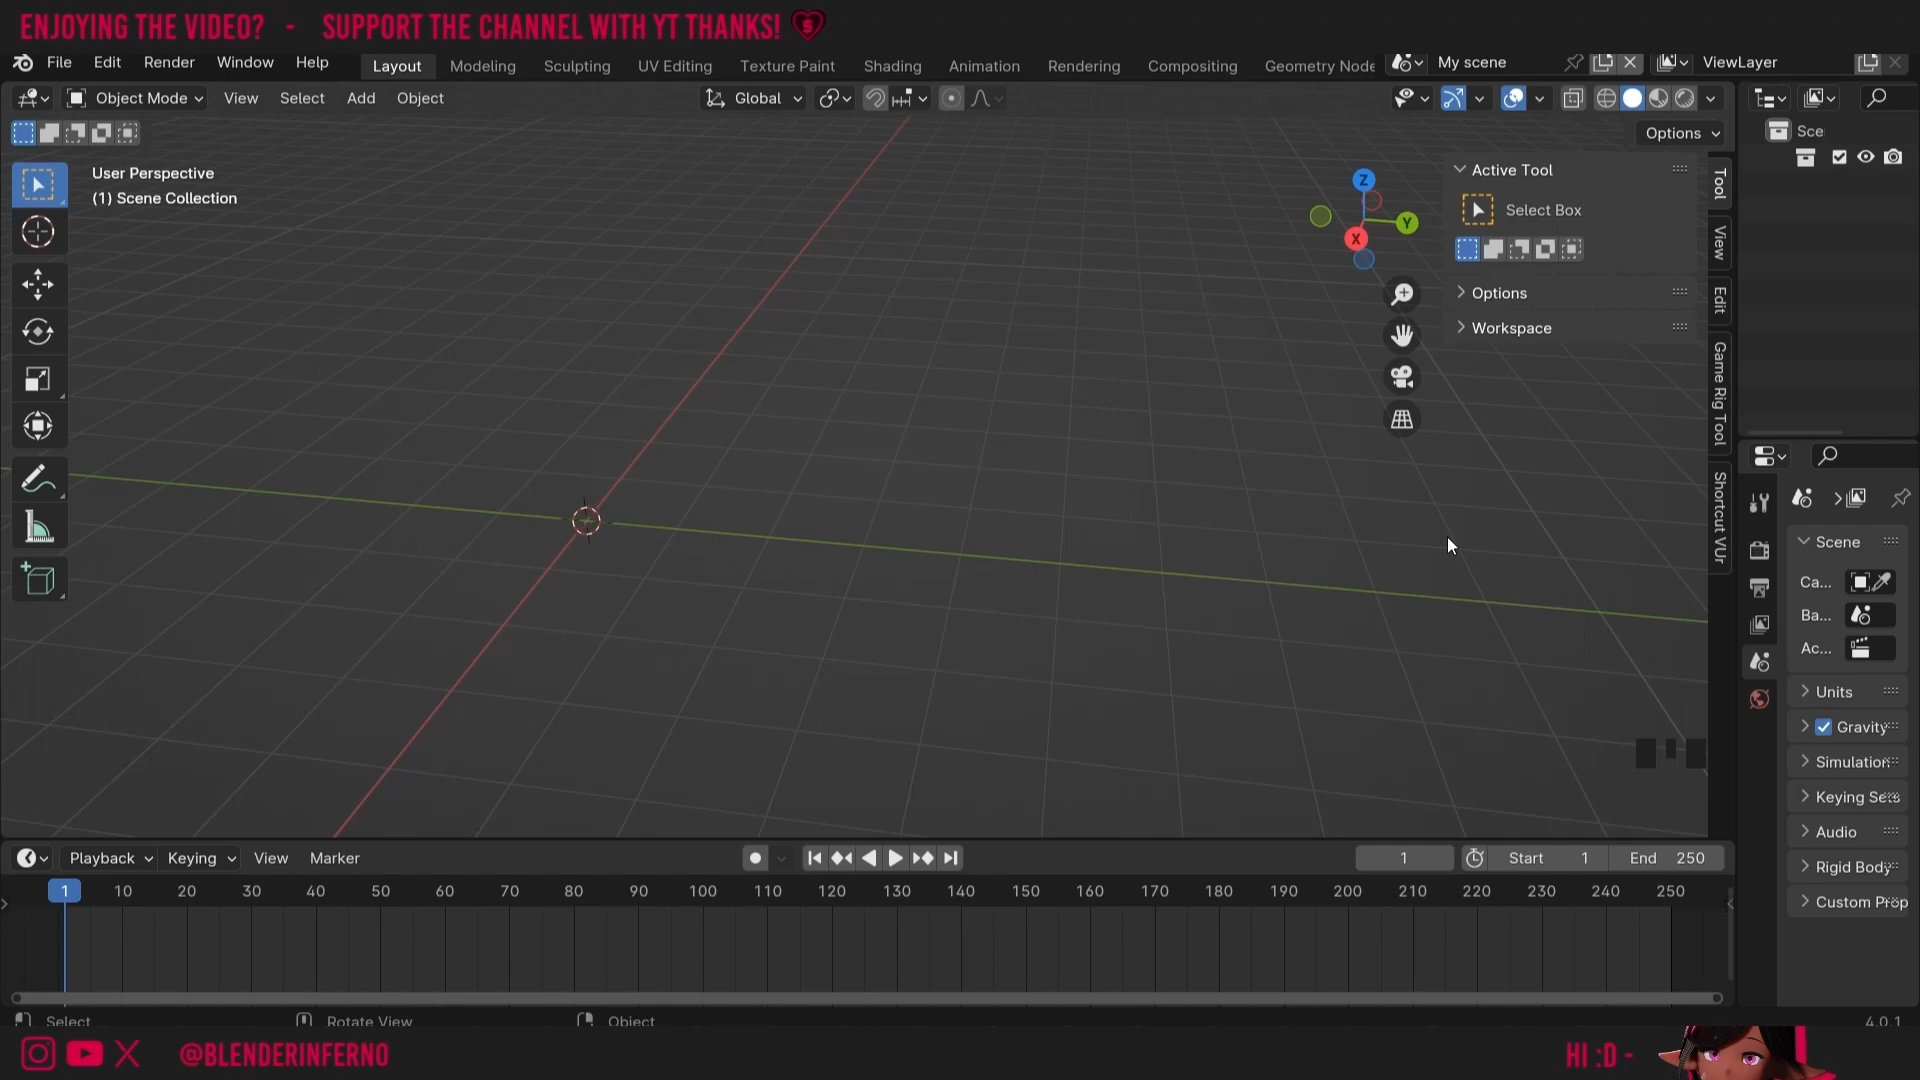 ENJOYING THE VIDEO? - SUPPORT THE CHANNEL WITH YT THANKS!
File Edit Render Window Help Layout Modeling Sculpting UV Editing Texture Paint Shading Animation Rendering Compositing Geometry Node My scene ViewLayer
Object Mode View Select Add Object Global
Options
User Perspective
(1) Scene Collection
Z
Y
X
Active Tool
Select Box
Options
Workspace
Tool
View
Edit
Game Rig Tool
Shortcut VUr
Sce
Scene
Ca...
Ba...
Ac...
Units
Gravity
Simulation
Keying Sets
Audio
Rigid Body
Custom Prop
Playback Keying View Marker 1 Start 1 End 250
1 10 20 30 40 50 60 70 80 90 100 110 120 130 140 150 160 170 180 190 200 210 220 230 240 250
Select Rotate View Object 4.0.1
@BLENDERINFERNO
HI :D -